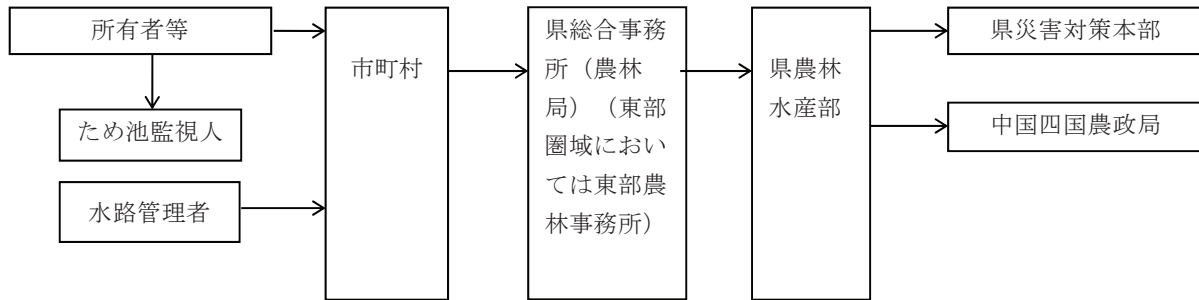 所有者等
ため池監視人
水路管理者
市町村
県総合事務
所（農林
局）（東部
圏域におい
ては東部農
林事務所）
県農林
水産部
県災害対策本部
中国四国農政局